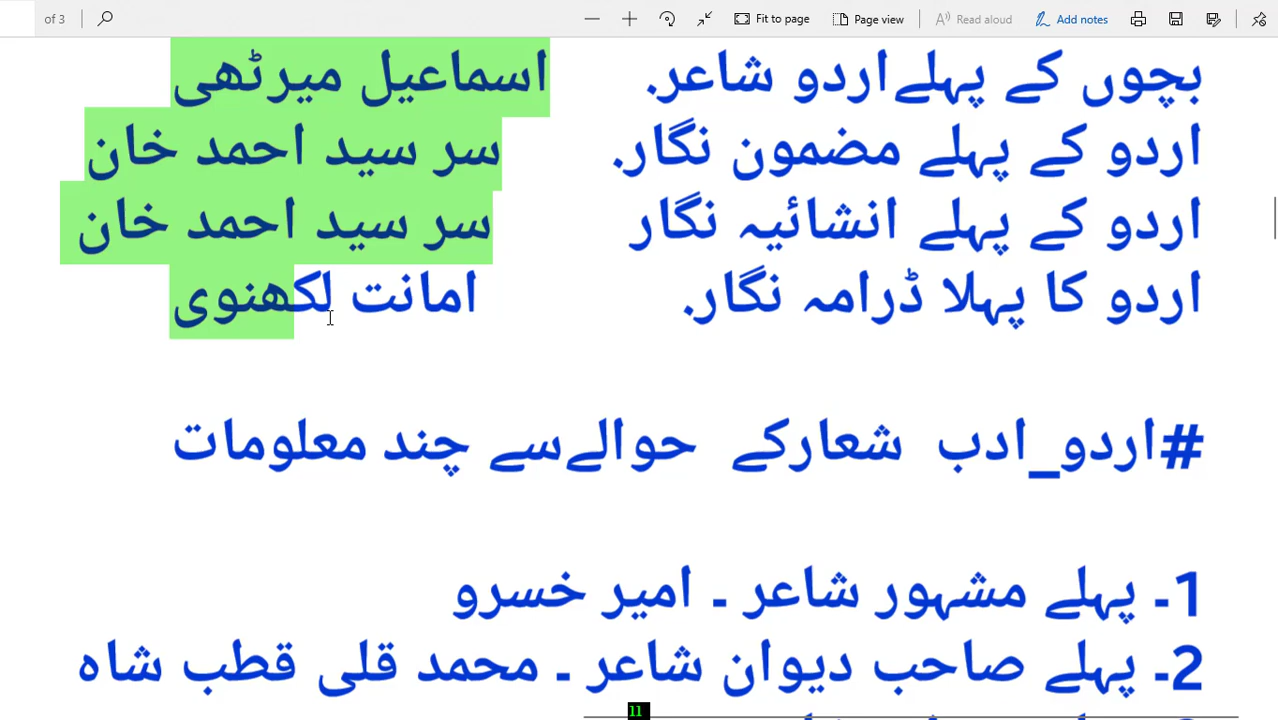 of 3 Fit to page Page view Read aloud Add notes
بچوں کے پہلےاردو شاعر. اسماعیل میرٹھی
اردو کے پہلے مضمون نگار. سر سید احمد خان
اردو کے پہلے انشائیہ نگار سر سید احمد خان
اردو کا پہلا ڈرامہ نگار. امانت لکھنوی
#اردو_ادب شعارکے حوالےسے چند معلومات
1۔ پہلے مشہور شاعر ۔ امیر خسرو
2۔ پہلے صاحب دیوان شاعر ۔ محمد قلی قطب شاہ
11